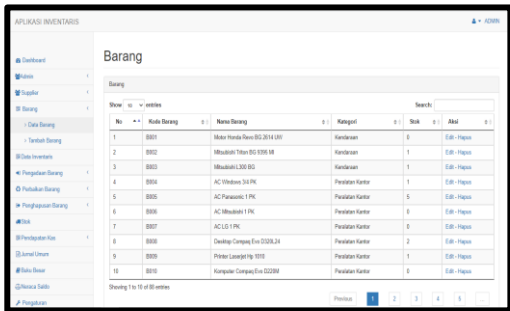 APLIKASI INVENTARIS
ADMIN
Dashboard
Admin
Supplier
Barang
> Data Barang
> Tambah Barang
Data Inventaris
Pengadaan Barang
Perbaikan Barang
Penghapusan Barang
Stok
Pendapatan Kas
Jurnal Umum
Buku Besar
Neraca Saldo
Pengaturan
Barang
Barang
Show 10 entries Search:
No Kode Barang Nama Barang Kategori Stok Aksi
1 B001 Motor Honda Revo BG 2614 UW Kendaraan 0 Edit - Hapus
2 B002 Mitsubishi Triton BG 9356 MI Kendaraan 1 Edit - Hapus
3 B003 Mitsubishi L300 BG Kendaraan 1 Edit - Hapus
4 B004 AC Windows 3/4 PK Peralatan Kantor 1 Edit - Hapus
5 B005 AC Panasonic 1 PK Peralatan Kantor 5 Edit - Hapus
6 B006 AC Mitsubishi 1 PK Peralatan Kantor 0 Edit - Hapus
7 B007 AC LG 1 PK Peralatan Kantor 0 Edit - Hapus
8 B008 Desktop Compaq Evo D320L24 Peralatan Kantor 2 Edit - Hapus
9 B009 Printer Laserjet Hp 1010 Peralatan Kantor 1 Edit - Hapus
10 B010 Komputer Compaq Evo D220M Peralatan Kantor 0 Edit - Hapus
Showing 1 to 10 of 80 entries
Previous 1 2 3 4 5 ...